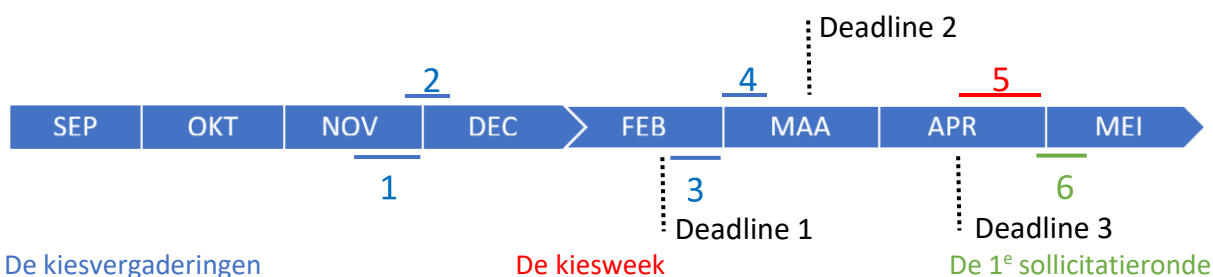 Deadline 2
2 4 5
SEP OKT NOV DEC FEB MAA APR MEI
1 3 6
Deadline 1 Deadline 3
De kiesvergaderingen De kiesweek De 1e sollicitatieronde